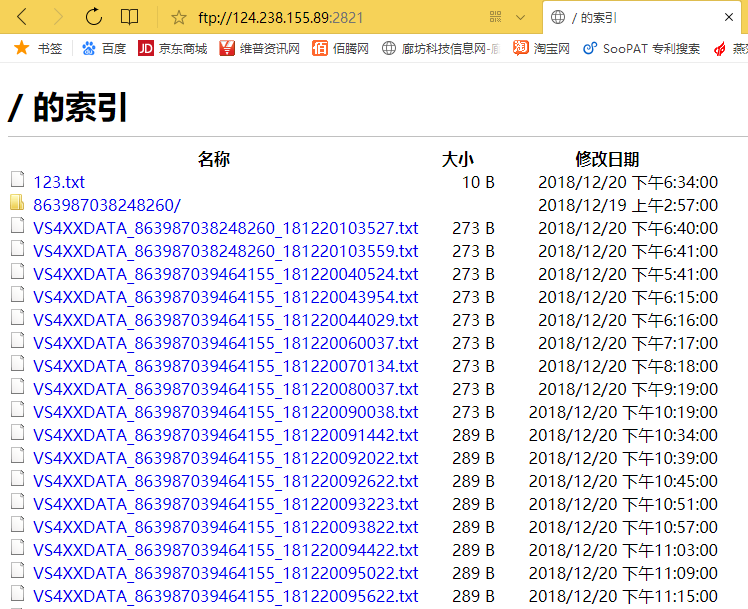 ftp://124.238.155.89:2821 / 的索引
书签 百度 JD 京东商城 维普资讯网 佰 佰腾网 廊坊科技信息网- 淘 淘宝网 SooPAT 专利搜索
/ 的索引
名称 大小 修改日期
123.txt 10 B 2018/12/20 下午6:34:00
863987038248260/ 2018/12/19 上午2:57:00
VS4XXDATA_863987038248260_181220103527.txt 273 B 2018/12/20 下午6:40:00
VS4XXDATA_863987038248260_181220103559.txt 273 B 2018/12/20 下午6:41:00
VS4XXDATA_863987039464155_181220040524.txt 273 B 2018/12/20 下午5:41:00
VS4XXDATA_863987039464155_181220043954.txt 273 B 2018/12/20 下午6:15:00
VS4XXDATA_863987039464155_181220044029.txt 273 B 2018/12/20 下午6:16:00
VS4XXDATA_863987039464155_181220060037.txt 273 B 2018/12/20 下午7:17:00
VS4XXDATA_863987039464155_181220070134.txt 273 B 2018/12/20 下午8:18:00
VS4XXDATA_863987039464155_181220080037.txt 273 B 2018/12/20 下午9:19:00
VS4XXDATA_863987039464155_181220090038.txt 273 B 2018/12/20 下午10:19:00
VS4XXDATA_863987039464155_181220091442.txt 289 B 2018/12/20 下午10:34:00
VS4XXDATA_863987039464155_181220092022.txt 289 B 2018/12/20 下午10:39:00
VS4XXDATA_863987039464155_181220092622.txt 289 B 2018/12/20 下午10:45:00
VS4XXDATA_863987039464155_181220093223.txt 289 B 2018/12/20 下午10:51:00
VS4XXDATA_863987039464155_181220093822.txt 289 B 2018/12/20 下午10:57:00
VS4XXDATA_863987039464155_181220094422.txt 289 B 2018/12/20 下午11:03:00
VS4XXDATA_863987039464155_181220095022.txt 289 B 2018/12/20 下午11:09:00
VS4XXDATA_863987039464155_181220095622.txt 289 B 2018/12/20 下午11:15:00